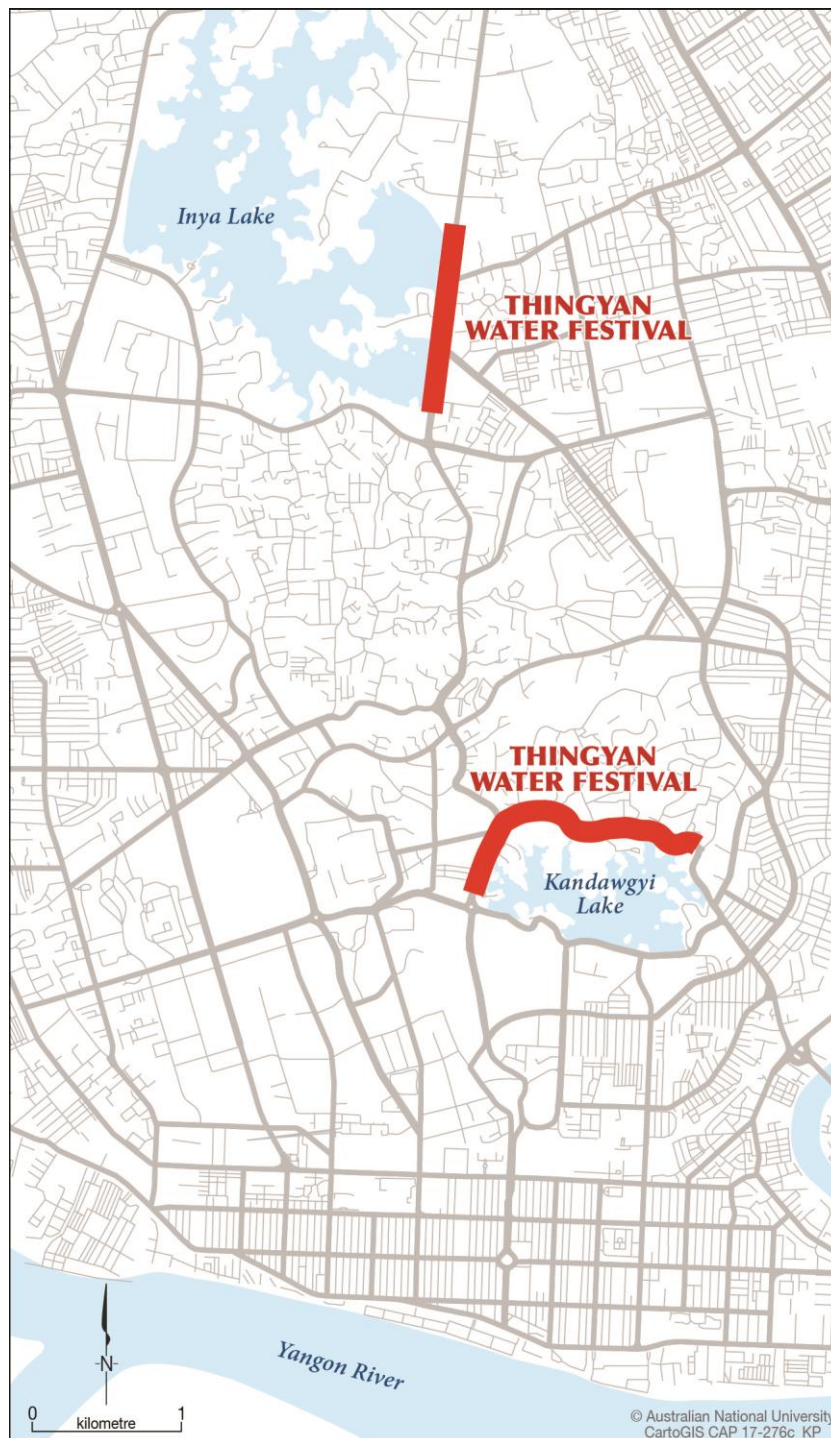 Inya Lake
THINGYAN
WATER FESTIVAL
THINGYAN
WATER FESTIVAL
Kandawgyi
Lake
Yangon River
N
0 kilometre 1
© Australian National University
CartoGIS CAP 17-276c KP